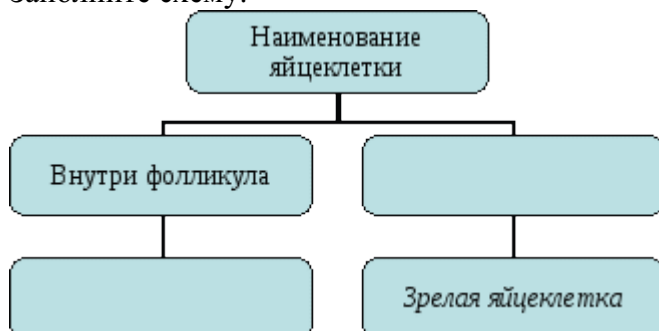 Заполните схему.
Наименование
яйцеклетки
Внутри фолликула
Зрелая яйцеклетка